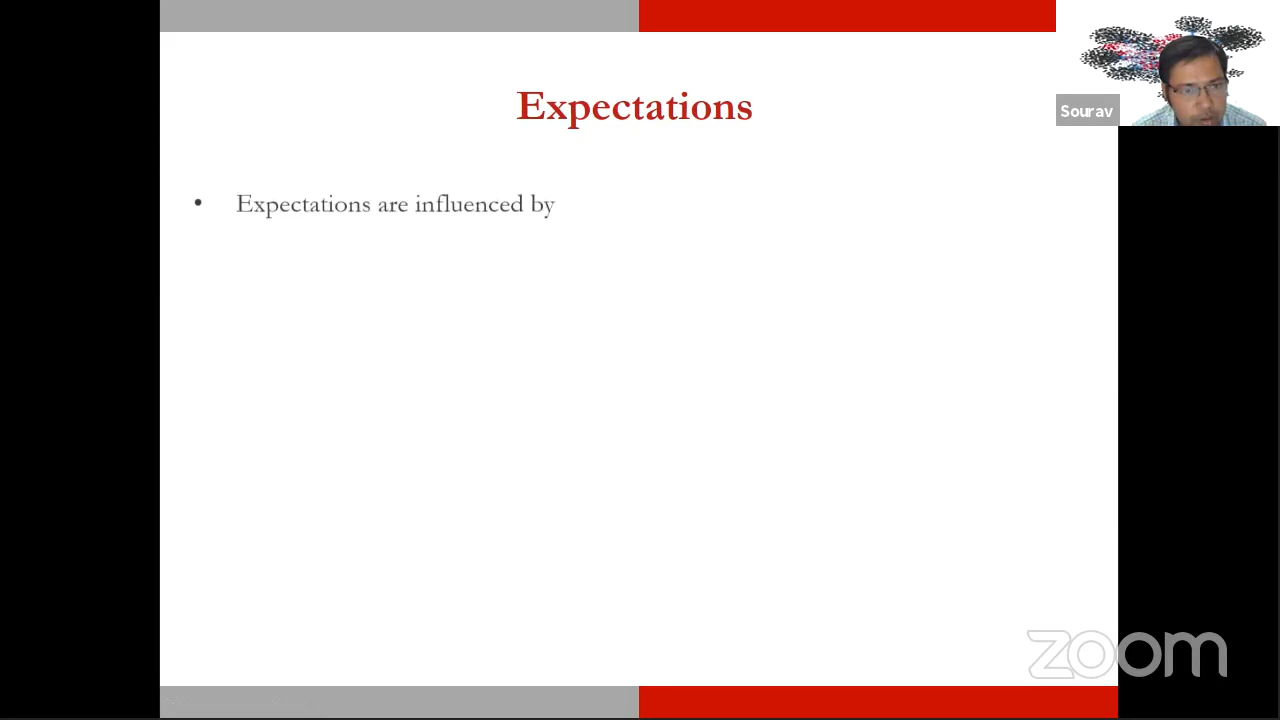 Expectations
Sourav
• Expectations are influenced by
zoom